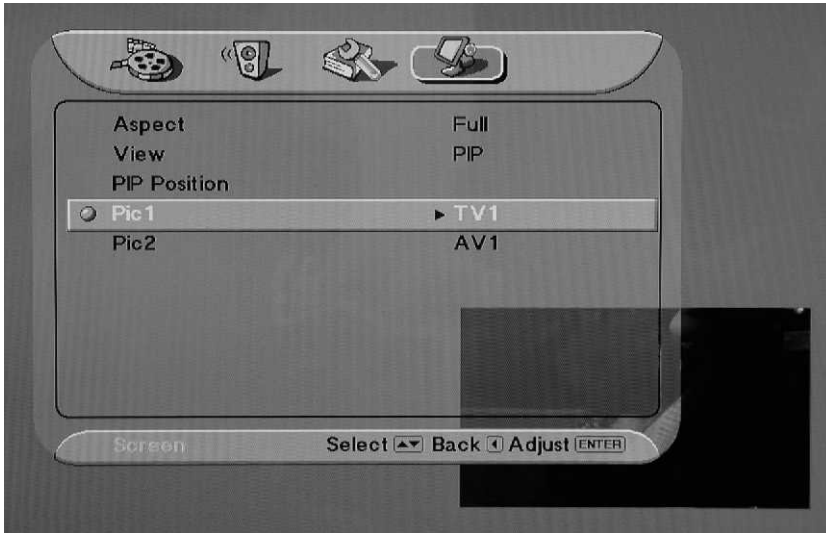 Aspect Full
View PIP
PIP Position
Pic1 TV1
Pic2 AV1
Screen Select Back Adjust ENTER